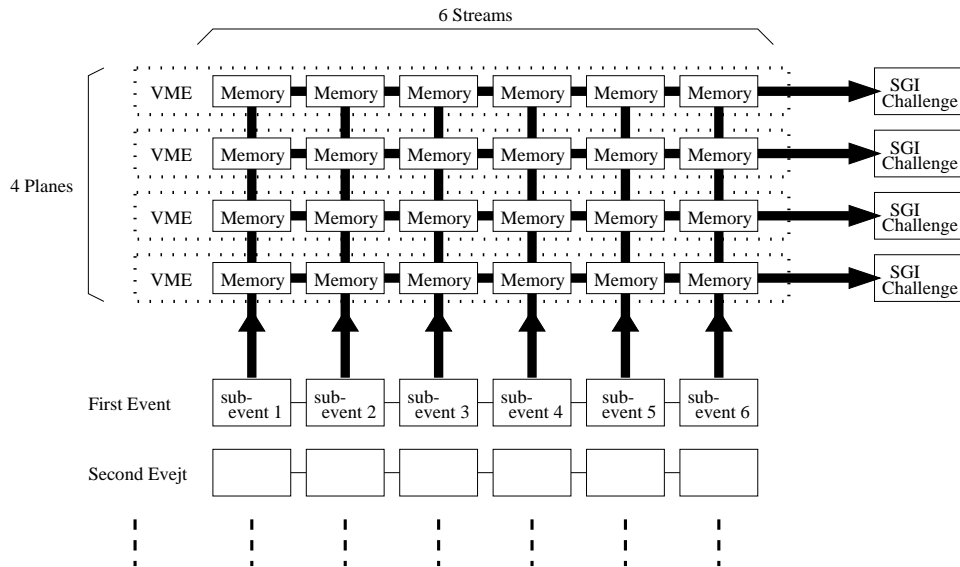 6 Streams
VME Memory Memory Memory Memory Memory Memory SGI
Challenge
VME Memory Memory Memory Memory Memory Memory SGI
Challenge
4 Planes
VME Memory Memory Memory Memory Memory Memory SGI
Challenge
VME Memory Memory Memory Memory Memory Memory SGI
Challenge
First Event
sub-
event 1
sub-
event 2
sub-
event 3
sub-
event 4
sub-
event 5
sub-
event 6
Second Evejt